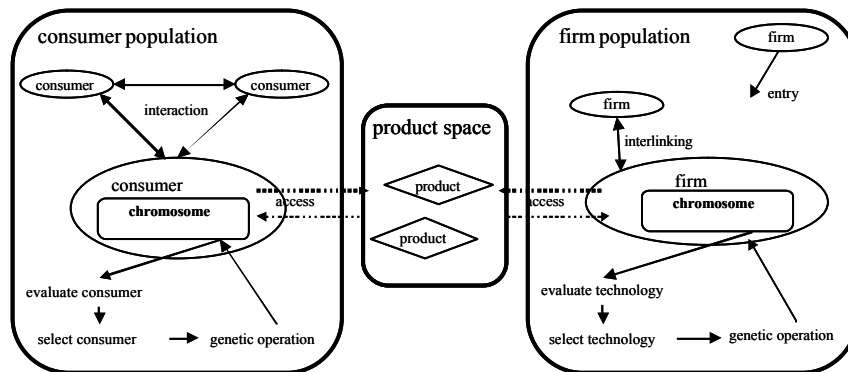 consumer population
consumer
consumer
interaction
consumer
chromosome
evaluate consumer
select consumer
genetic operation
access
product space
product
product
access
firm population
firm
entry
firm
interlinking
firm
chromosome
evaluate technology
select technology
genetic operation